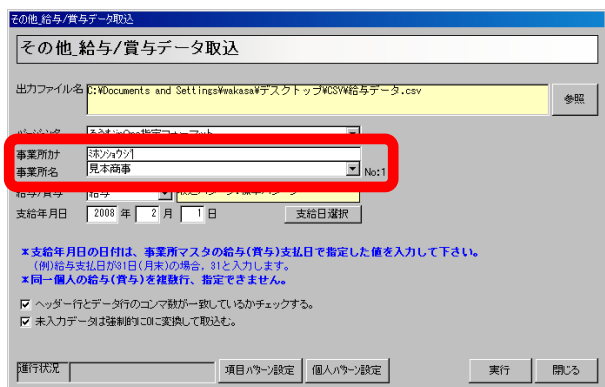 その他_給与/賞与データ取込
その他_給与/賞与データ取込
出力ファイル名 C:¥Documents and Settings¥wakasa¥デスクトップ¥CSV¥給与データ.csv 参照
事業所カナ ミホンショウジ
事業所名 見本商事 No:1
支給年月日 2008 年 2 月 1 日 支給日選択
*支給年月日の日付は、事業所マスタの給与(賞与)支払日で指定した値を入力して下さい。
(例)給与支払日が31日(月末)の場合、31と入力します。
*同一個人の給与(賞与)を複数行、指定できません。
ヘッダー行とデータ行のコンマ数が一致しているかチェックする。
未入力データは強制的に0に変換して取込む。
進行状況 項目パターン設定 個人パターン設定 実行 閉じる